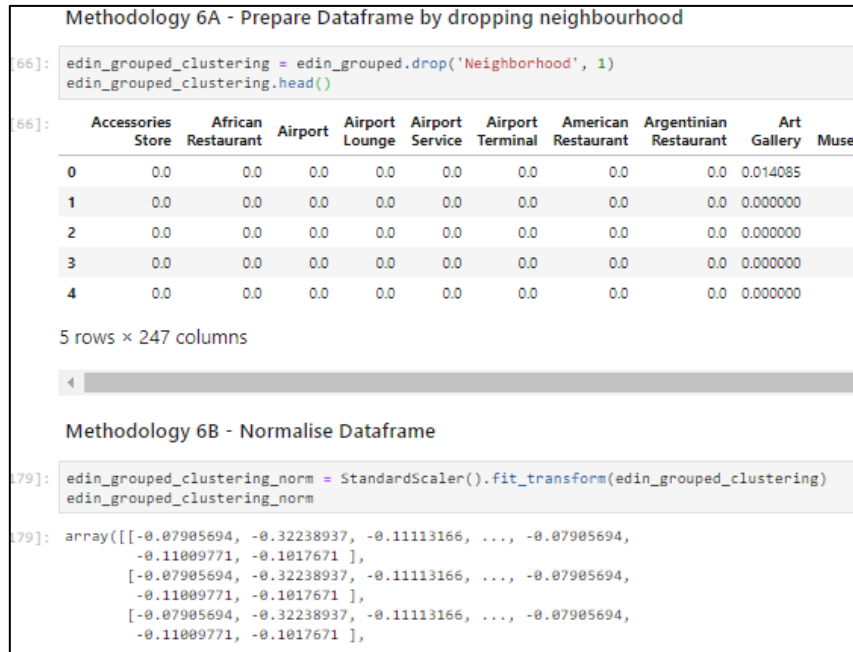 Methodology 6A - Prepare Dataframe by dropping neighbourhood
[66]: edin_grouped_clustering = edin_grouped.drop('Neighborhood', 1)
edin_grouped_clustering.head()
[66]: Accessories African Airport Airport Airport American Argentinian Art
Store Restaurant Airport Lounge Service Terminal Restaurant Restaurant Gallery Muse
0 0.0 0.0 0.0 0.0 0.0 0.0 0.0 0.0 0.014085
1 0.0 0.0 0.0 0.0 0.0 0.0 0.0 0.0 0.000000
2 0.0 0.0 0.0 0.0 0.0 0.0 0.0 0.0 0.000000
3 0.0 0.0 0.0 0.0 0.0 0.0 0.0 0.0 0.000000
4 0.0 0.0 0.0 0.0 0.0 0.0 0.0 0.0 0.000000
5 rows × 247 columns
Methodology 6B - Normalise Dataframe
179]: edin_grouped_clustering_norm = StandardScaler().fit_transform(edin_grouped_clustering)
edin_grouped_clustering_norm
179]: array([[-0.07905694, -0.32238937, -0.11113166, ..., -0.07905694,
-0.11009771, -0.1017671 ],
[-0.07905694, -0.32238937, -0.11113166, ..., -0.07905694,
-0.11009771, -0.1017671 ],
[-0.07905694, -0.32238937, -0.11113166, ..., -0.07905694,
-0.11009771, -0.1017671 ],